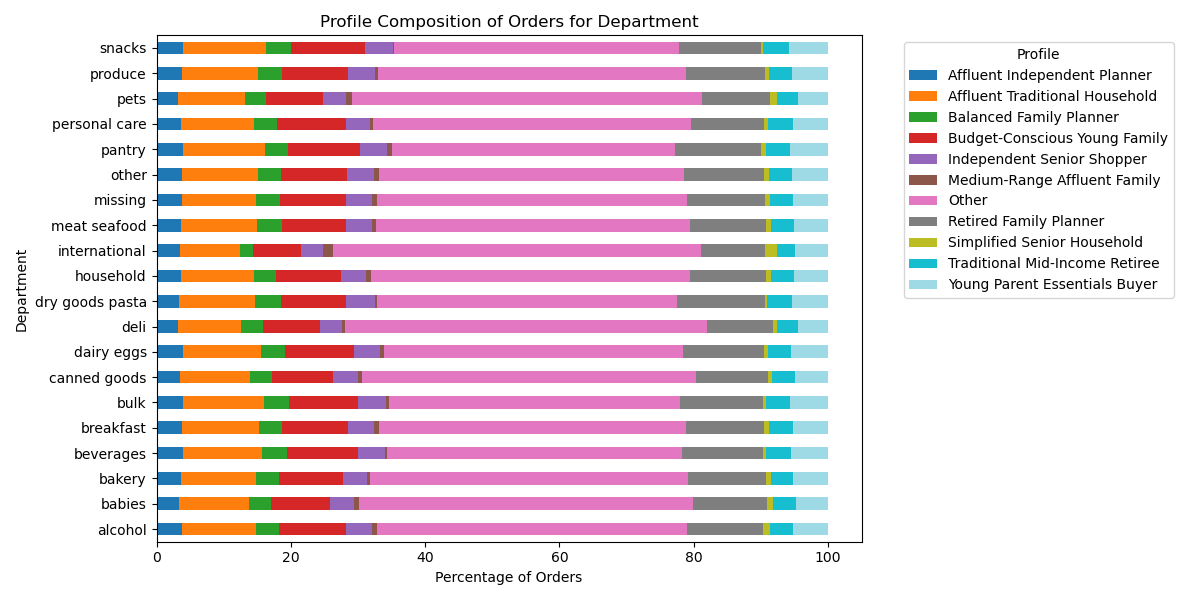 Profile Composition of Orders for Department
Department
snacks
produce
pets
personal care
pantry
other
missing
meat seafood
international
household
dry goods pasta
deli
dairy eggs
canned goods
bulk
breakfast
beverages
bakery
babies
alcohol
0 20 40 60 80 100
Percentage of Orders
Profile
Affluent Independent Planner
Affluent Traditional Household
Balanced Family Planner
Budget-Conscious Young Family
Independent Senior Shopper
Medium-Range Affluent Family
Other
Retired Family Planner
Simplified Senior Household
Traditional Mid-Income Retiree
Young Parent Essentials Buyer